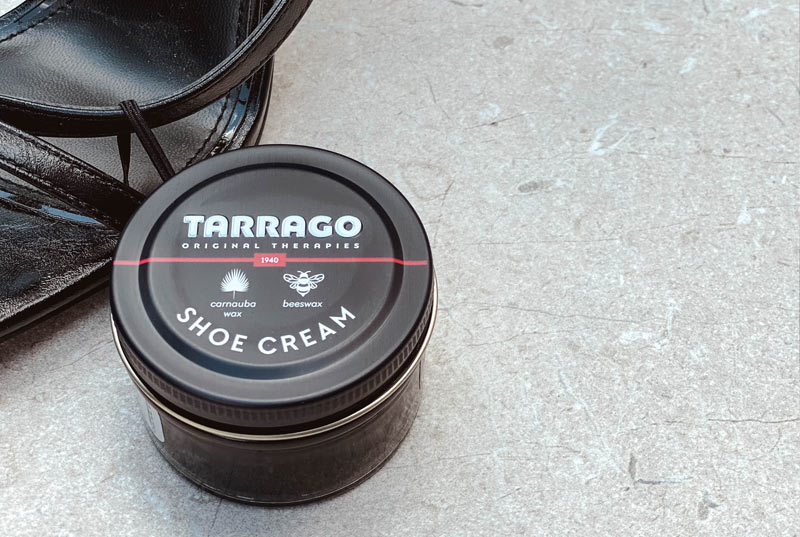 TARRAGO
ORIGINAL THERAPIES
1940
carnauba wax
beeswax
SHOE CREAM